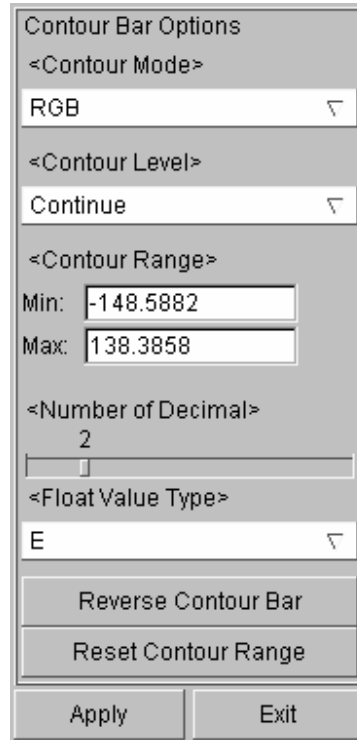 Contour Bar Options
<Contour Mode>
RGB
<Contour Level>
Continue
<Contour Range>
Min: -148.5882
Max: 138.3858
<Number of Decimal>
2
<Float Value Type>
E
Reverse Contour Bar
Reset Contour Range
Apply Exit